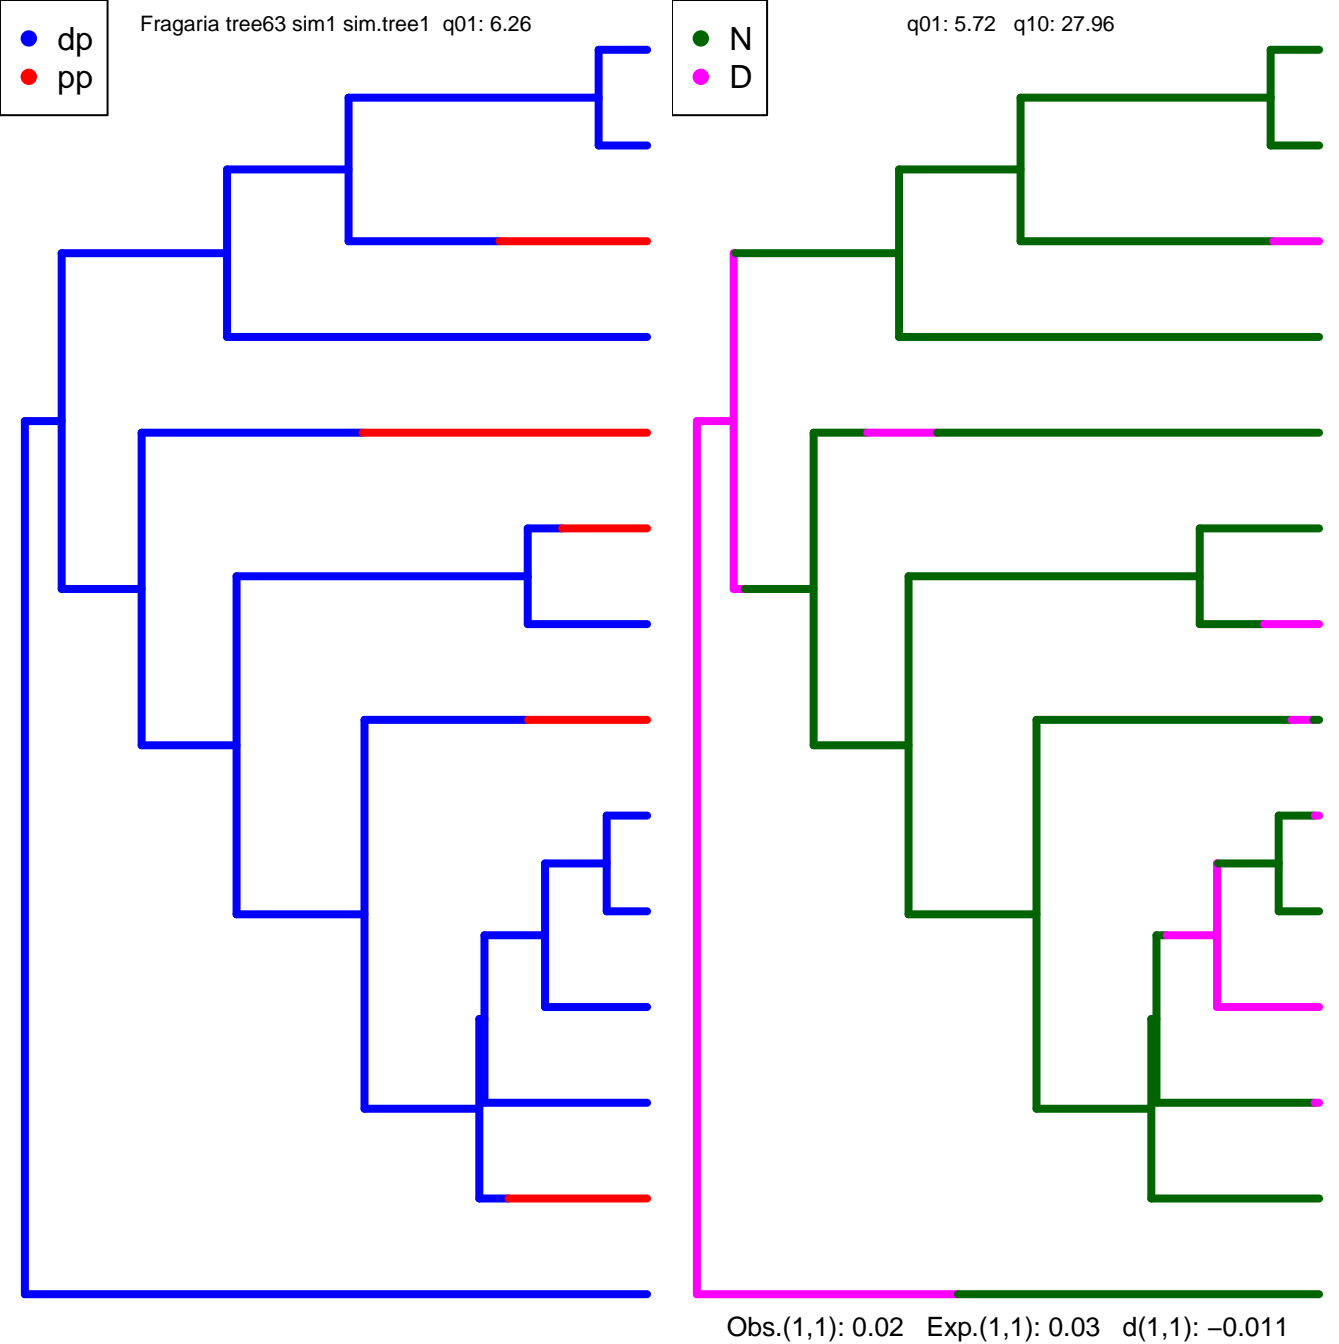 Fragaria tree63 sim1 sim.tree1  q01: 6.26
dp
pp
q01: 5.72   q10: 27.96
N
D
Obs.(1,1): 0.02   Exp.(1,1): 0.03   d(1,1): −0.011